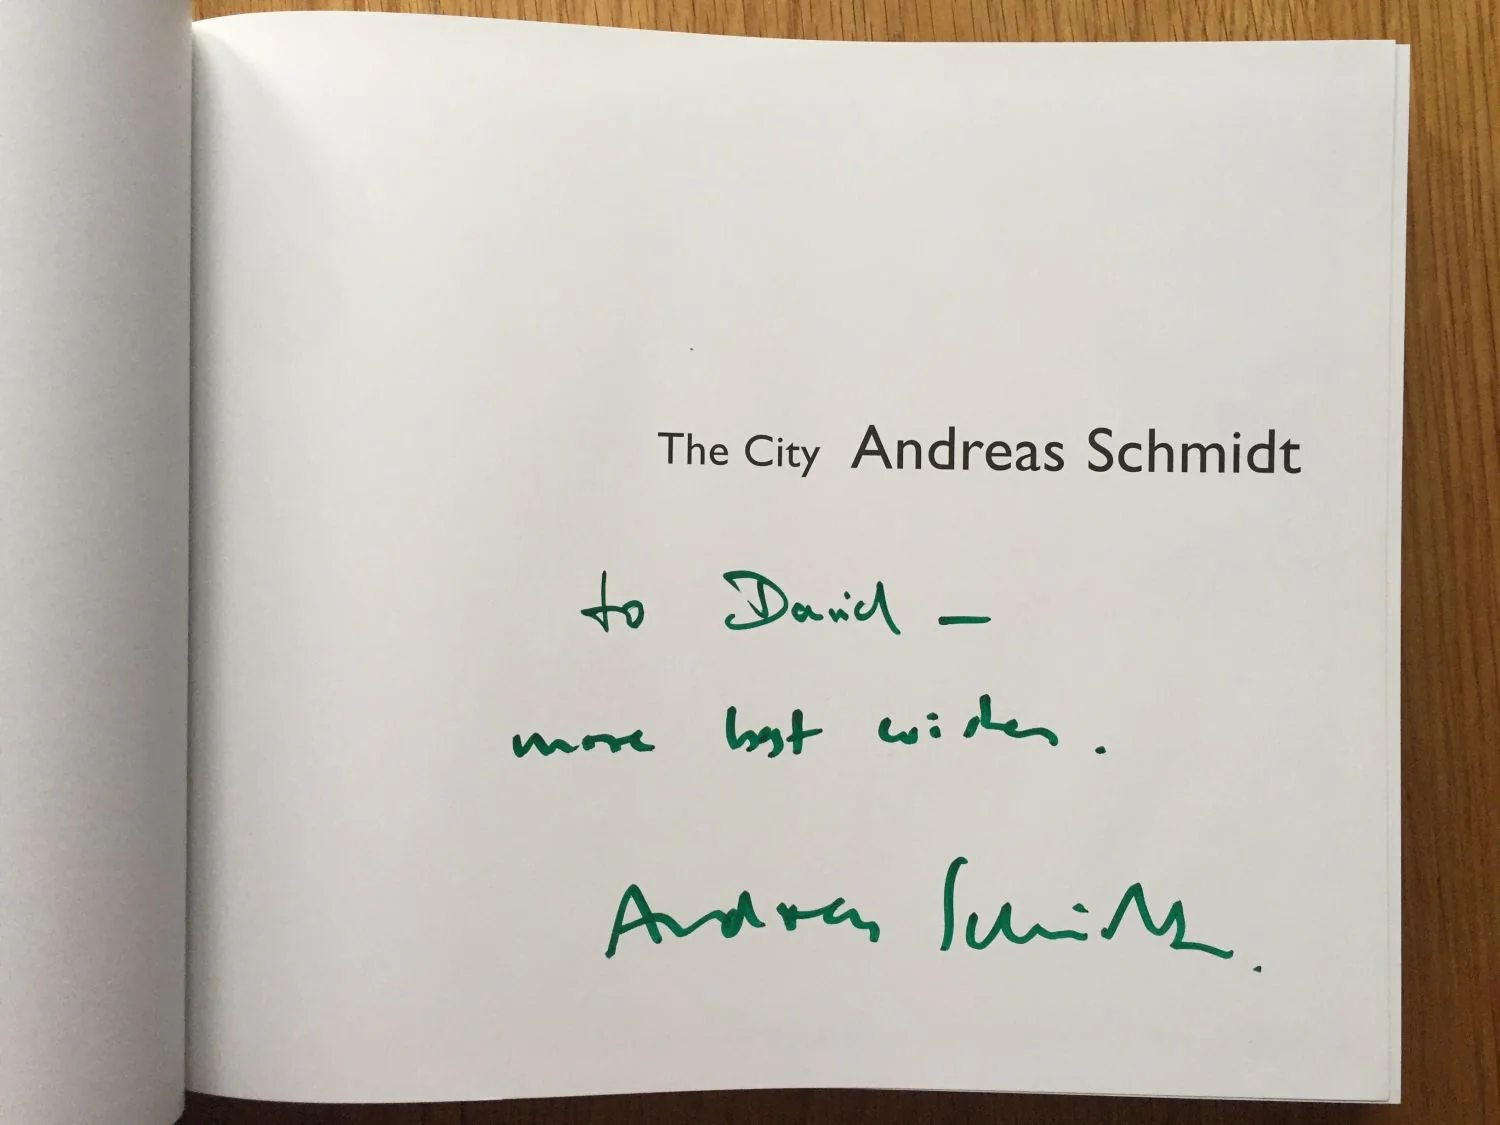 The City Andreas Schmidt
to David —
more best wishes.
Andreas Schmidt.